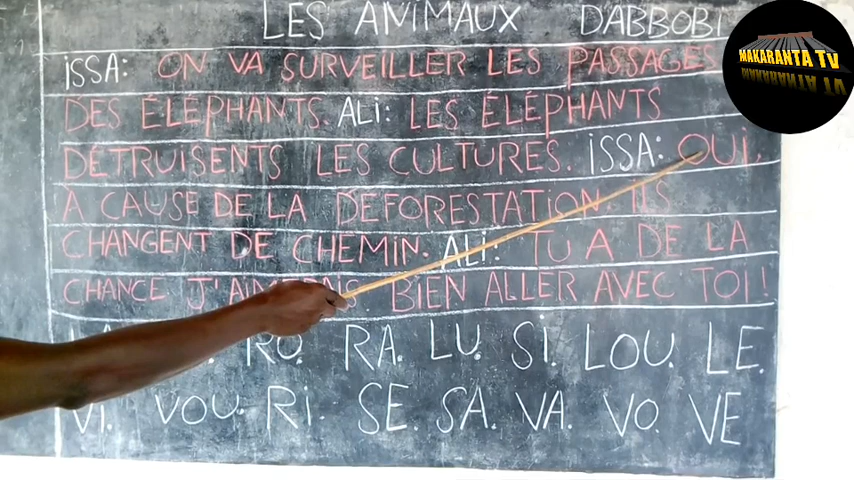 LES ANIMAUX D'ABBOBI
ISSA: ON VA SURVEILLER LES PASSAGES
DES ÉLÉPHANTS. ALI: LES ÉLÉPHANTS
DÉTRUISENTS LES CULTURES. ISSA: OUI,
A CAUSE DE LA DÉFORESTATION ILS
CHANGENT DE CHEMIN. ALI: TU A DE LA
CHANCE J'AIMERAIS BIEN ALLER AVEC TOI!
RO. RA. LU. SI. LOU. LE.
VI. VOU. RI. SE. SA. VA. VO. VE
MAKARANTA TV